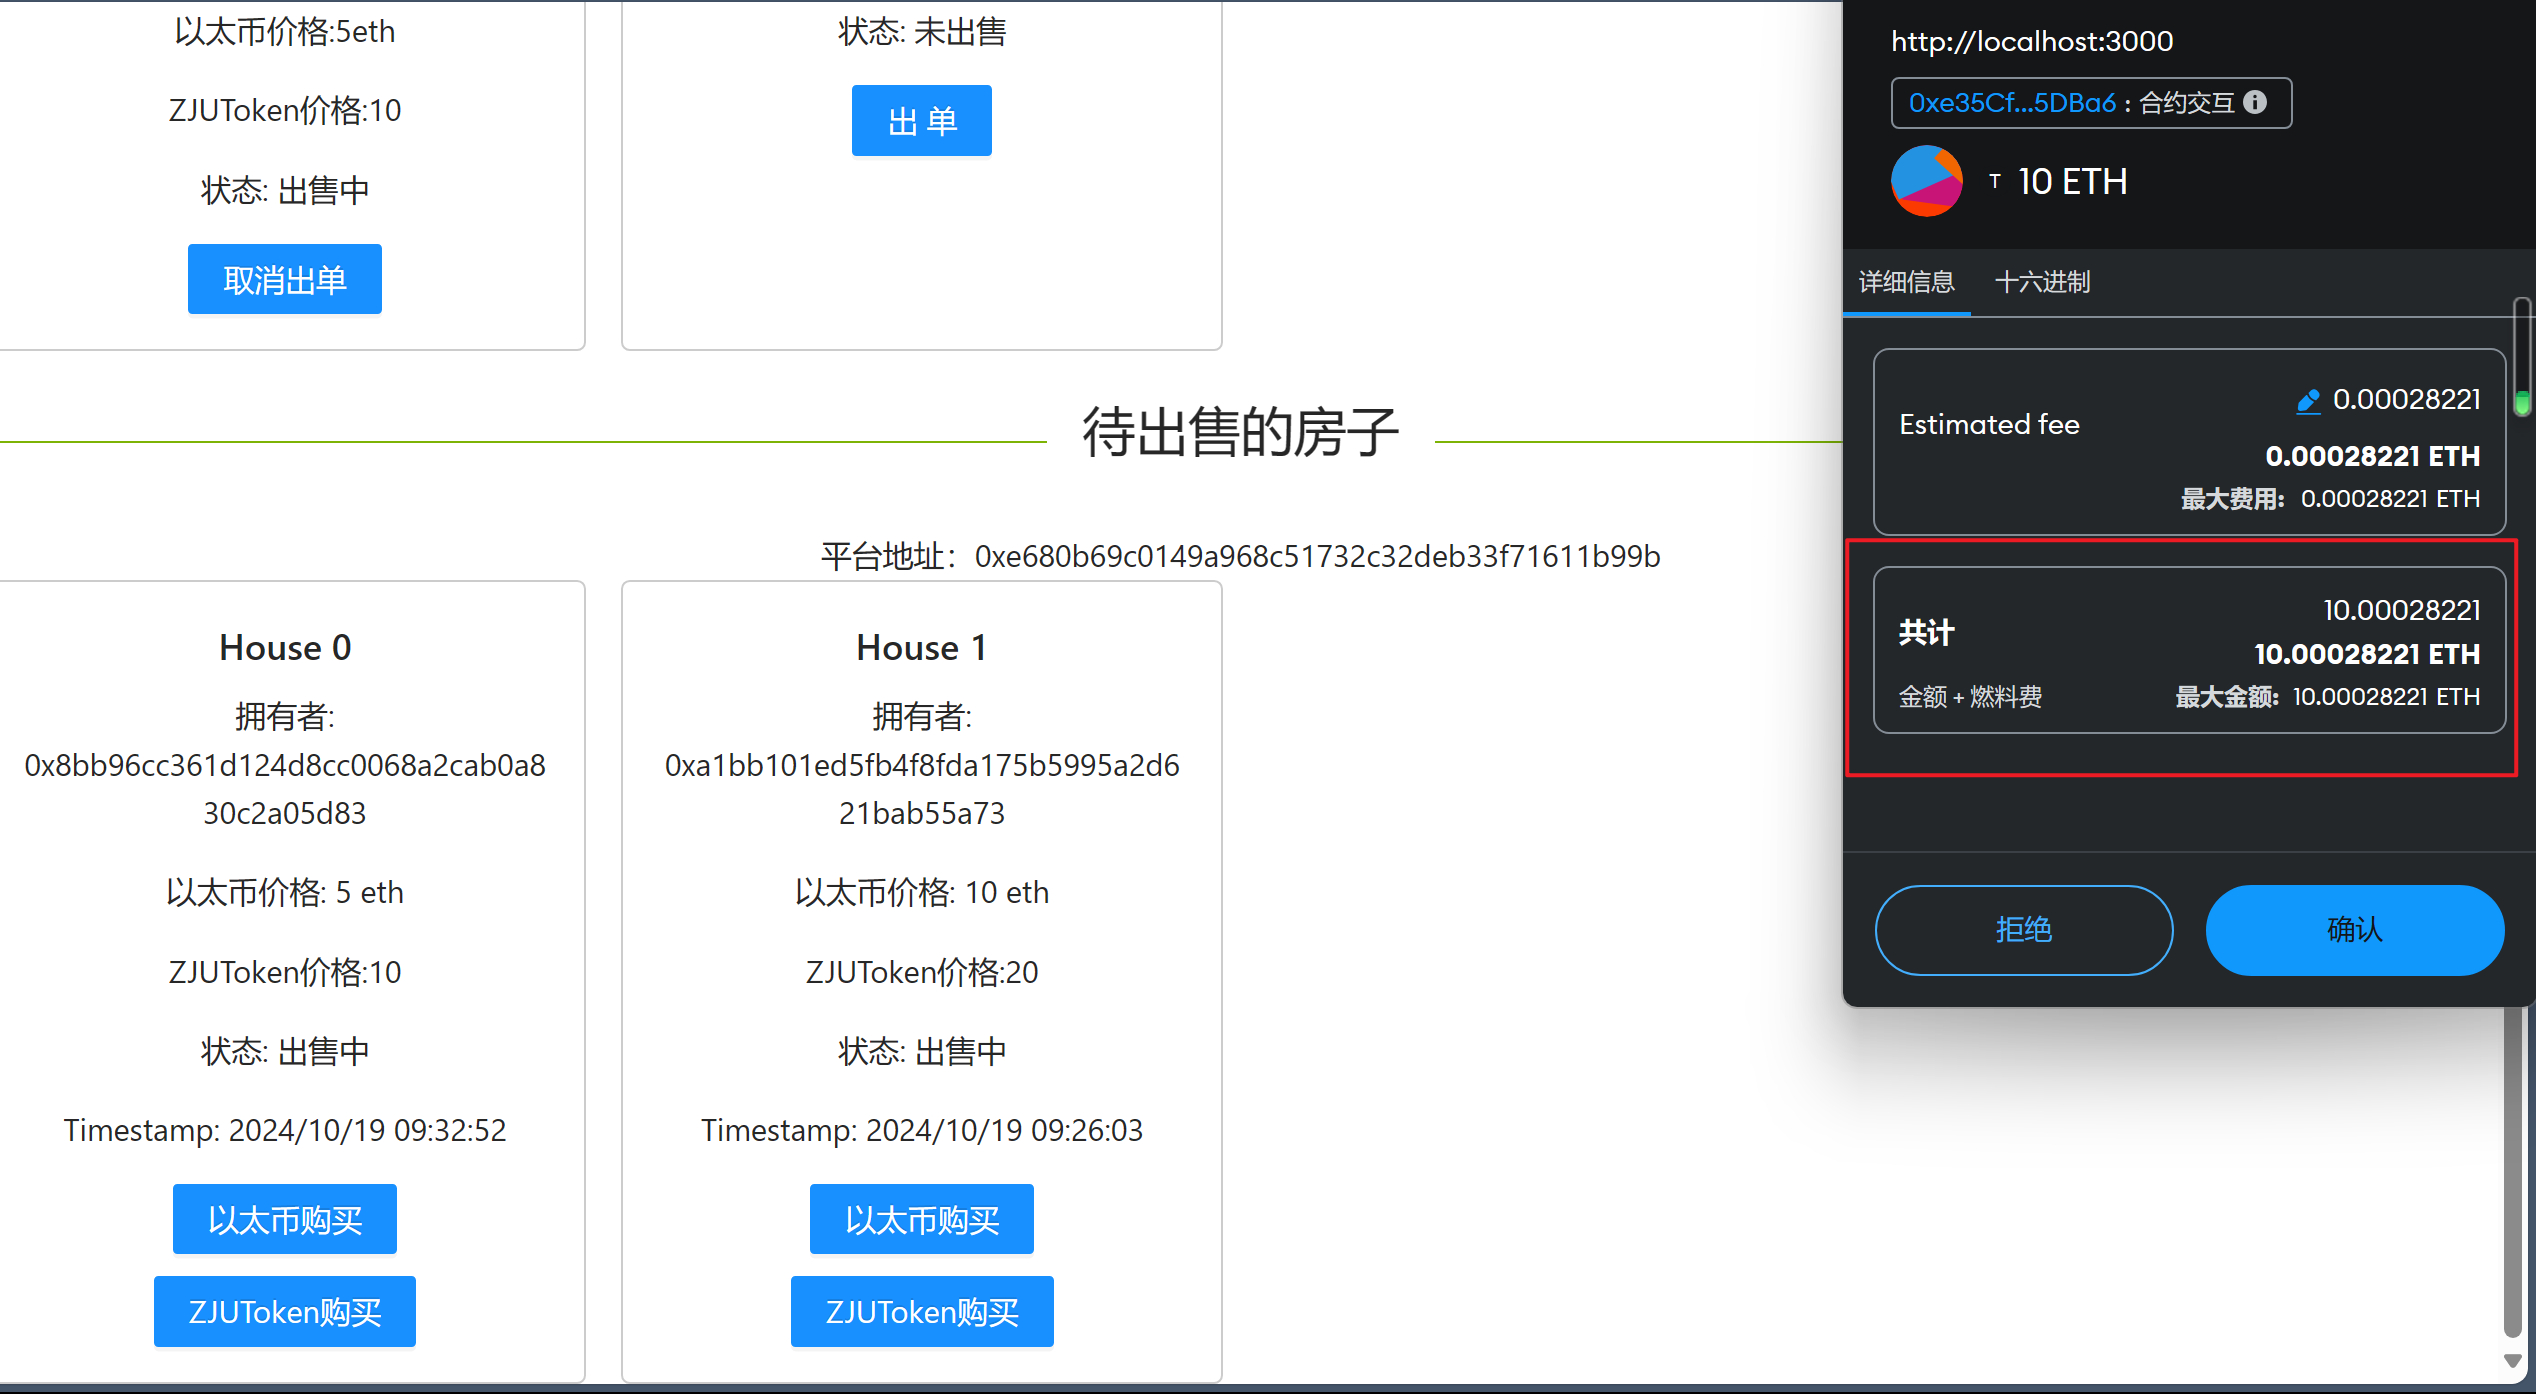 以太币价格:5eth
ZJUToken价格:10
状态: 出售中
取消出单
状态: 未出售
出 单
待出售的房子
平台地址：0xe680b69c0149a968c51732c32deb33f71611b99b
House 0
拥有者:
0x8bb96cc361d124d8cc0068a2cab0a8
30c2a05d83
以太币价格: 5 eth
ZJUToken价格:10
状态: 出售中
Timestamp: 2024/10/19 09:32:52
以太币购买
ZJUToken购买
House 1
拥有者:
0xa1bb101ed5fb4f8fda175b5995a2d6
21bab55a73
以太币价格: 10 eth
ZJUToken价格:20
状态: 出售中
Timestamp: 2024/10/19 09:26:03
以太币购买
ZJUToken购买
http://localhost:3000
0xe35Cf...5DBa6 : 合约交互
T 10 ETH
详细信息 十六进制
Estimated fee
0.00028221
0.00028221 ETH
最大费用: 0.00028221 ETH
共计
10.00028221
10.00028221 ETH
金额 + 燃料费 最大金额: 10.00028221 ETH
拒绝 确认